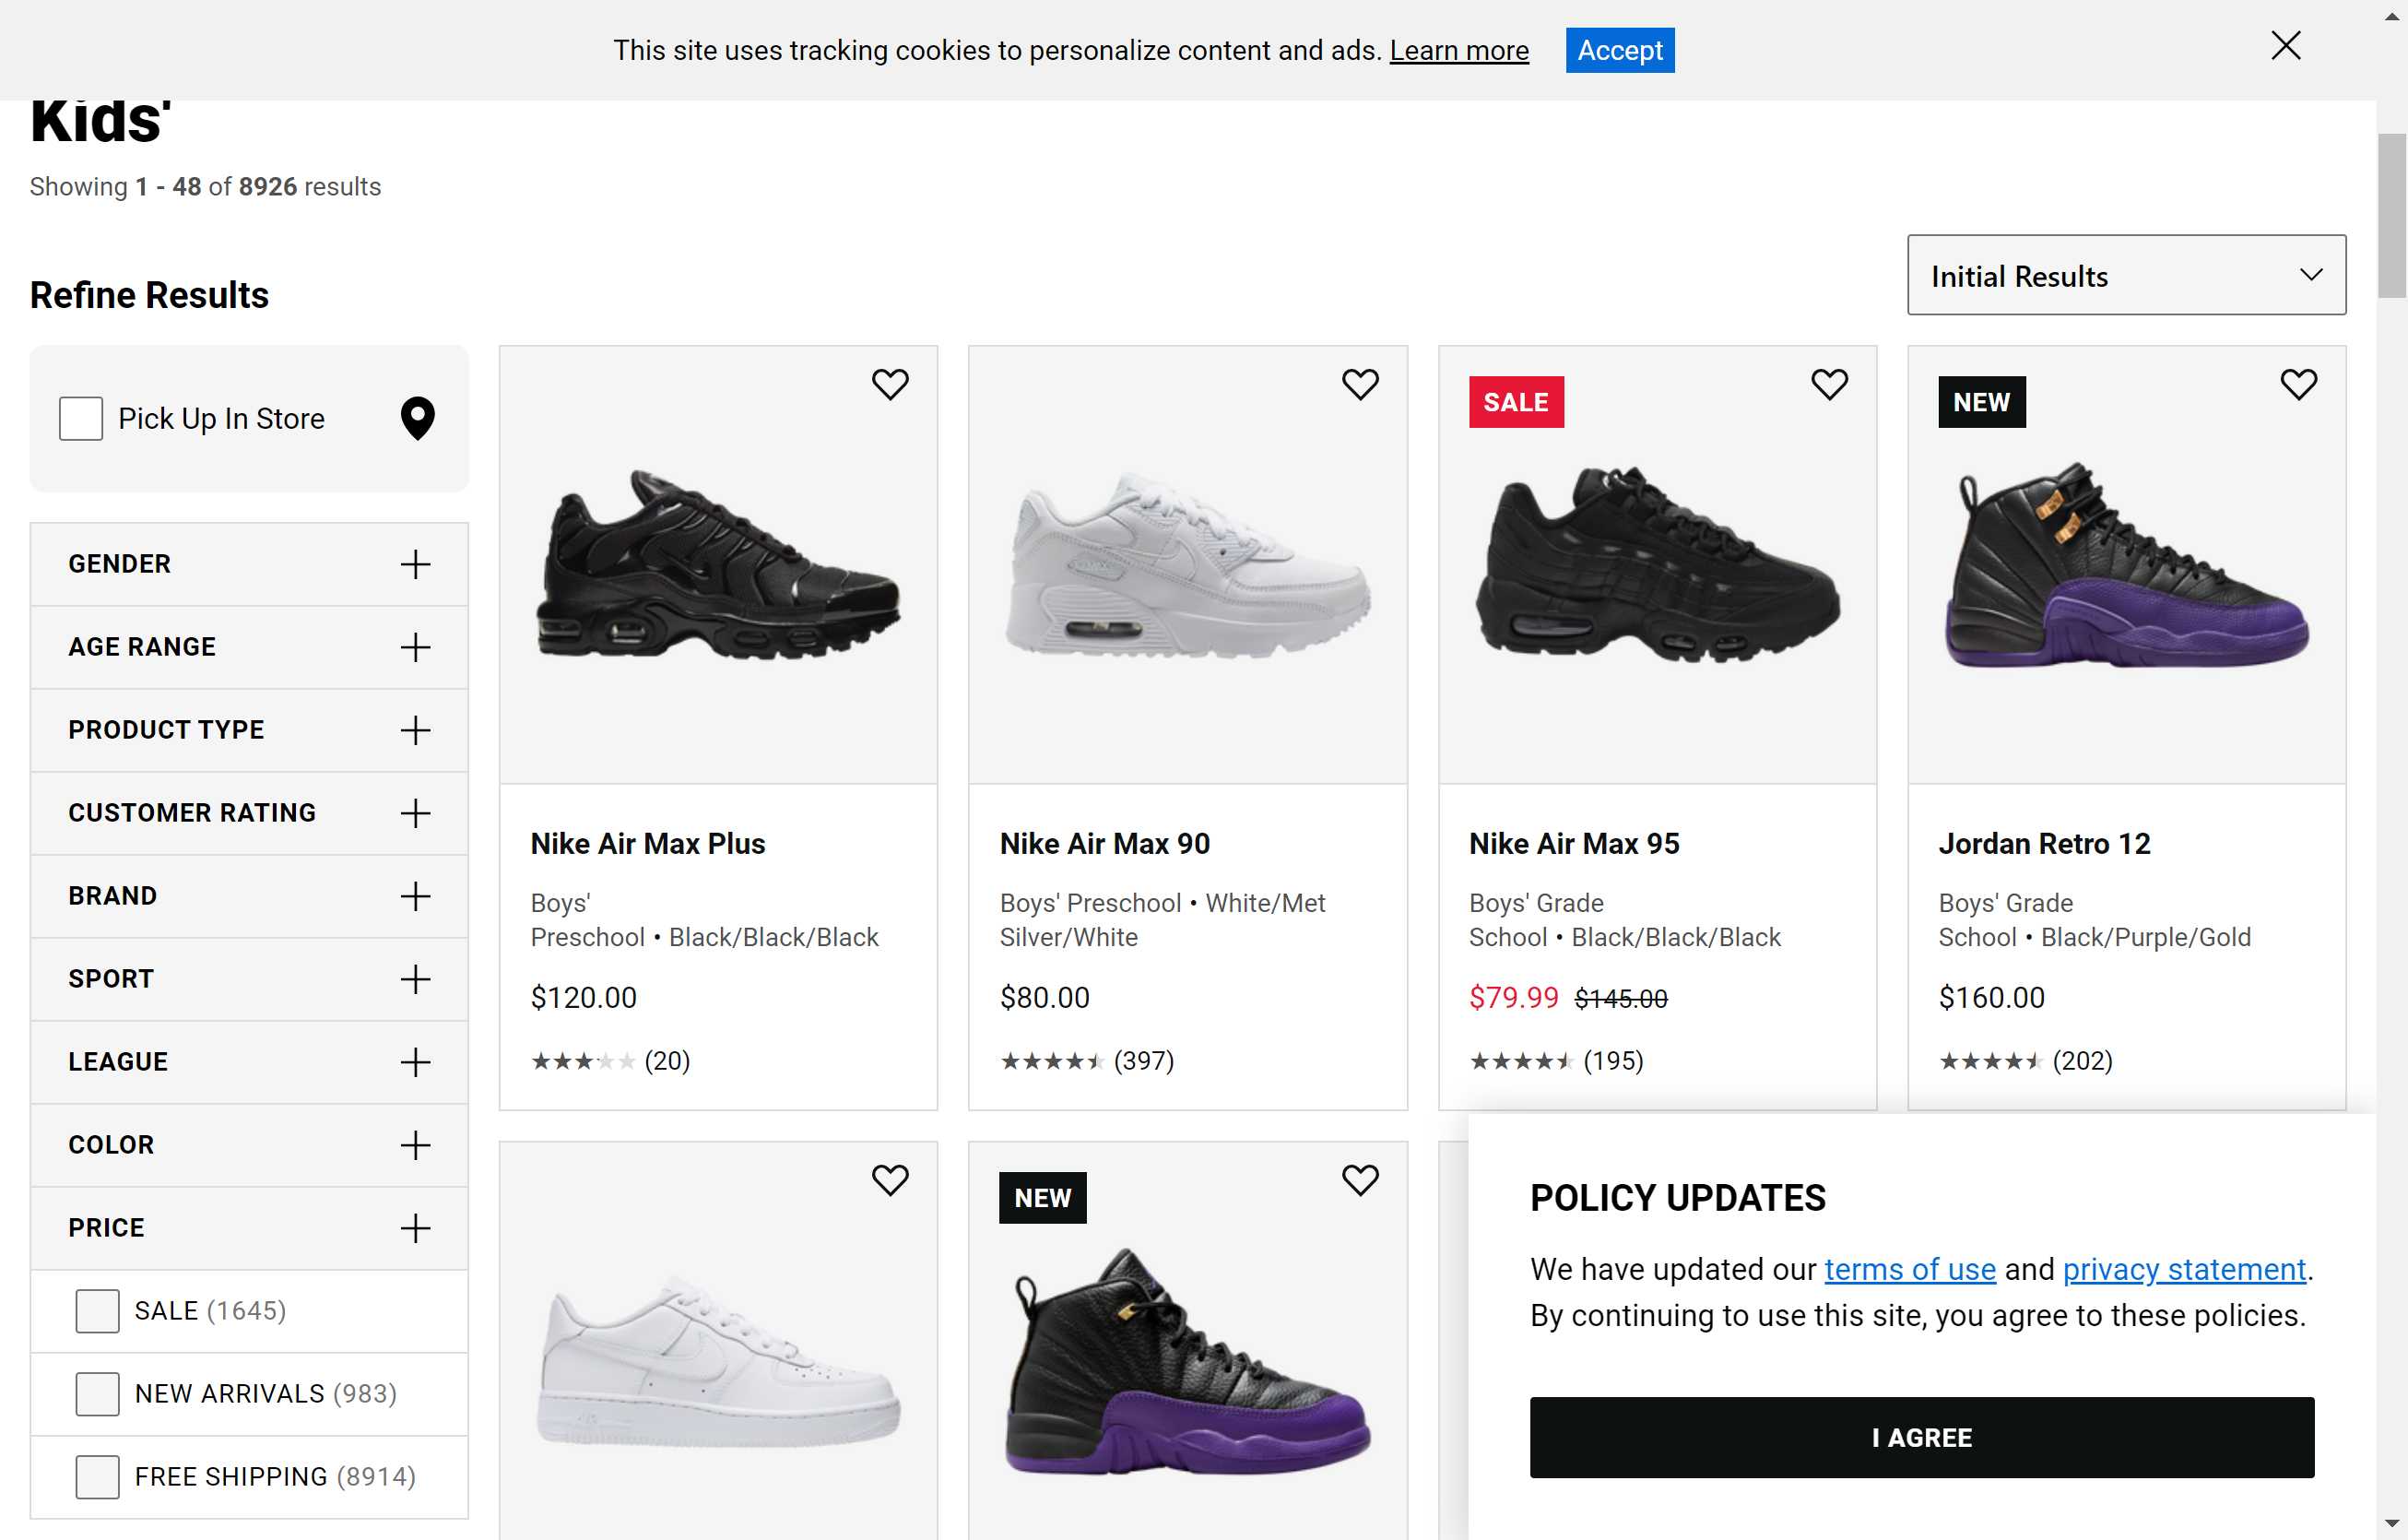 This site uses tracking cookies to personalize content and ads. Learn more
Accept
Kids'
Showing 1 - 48 of 8926 results
Initial Results
Refine Results
Pick Up In Store
GENDER
AGE RANGE
PRODUCT TYPE
CUSTOMER RATING
BRAND
SPORT
LEAGUE
COLOR
PRICE
SALE (1645)
NEW ARRIVALS (983)
FREE SHIPPING (8914)
Nike Air Max Plus
Boys'
Preschool • Black/Black/Black
$120.00
(20)
Nike Air Max 90
Boys' Preschool • White/Met
Silver/White
$80.00
(397)
SALE
Nike Air Max 95
Boys' Grade
School • Black/Black/Black
$79.99 $145.00
(195)
NEW
Jordan Retro 12
Boys' Grade
School • Black/Purple/Gold
$160.00
(202)
NEW
POLICY UPDATES
We have updated our terms of use and privacy statement.
By continuing to use this site, you agree to these policies.
I AGREE